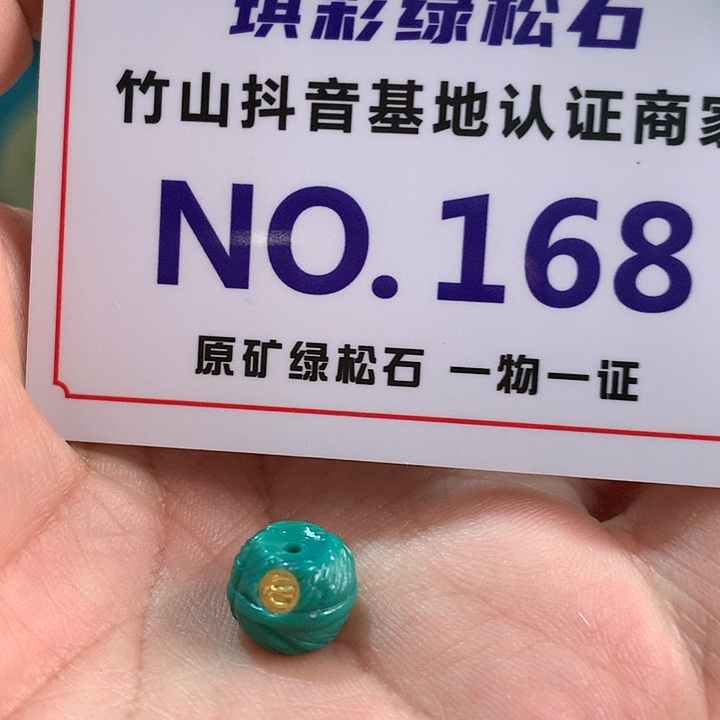 琪彩绿松石
竹山抖音基地认证商家
NO.168
原矿绿松石 一物一证